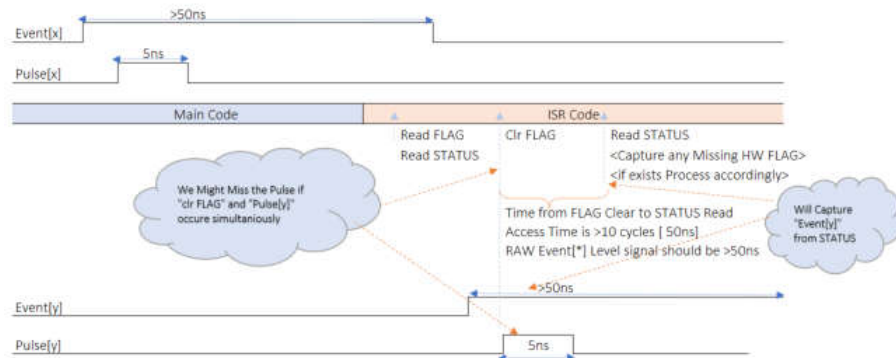 >50ns
Event[x]
5ns
Pulse[x]
Main Code
ISR Code
Read FLAG
Read STATUS
Clr FLAG
Read STATUS
<Capture any Missing HW FLAG>
<if exists Process accordingly>
We Might Miss the Pulse if
"clr FLAG" and "Pulse[y]"
occure simultaniously
Time from FLAG Clear to STATUS Read
Access Time is >10 cycles [ 50ns]
RAW Event[*] Level signal should be >50ns
Will Capture
"Event[y]"
from STATUS
>50ns
Event[y]
5ns
Pulse[y]